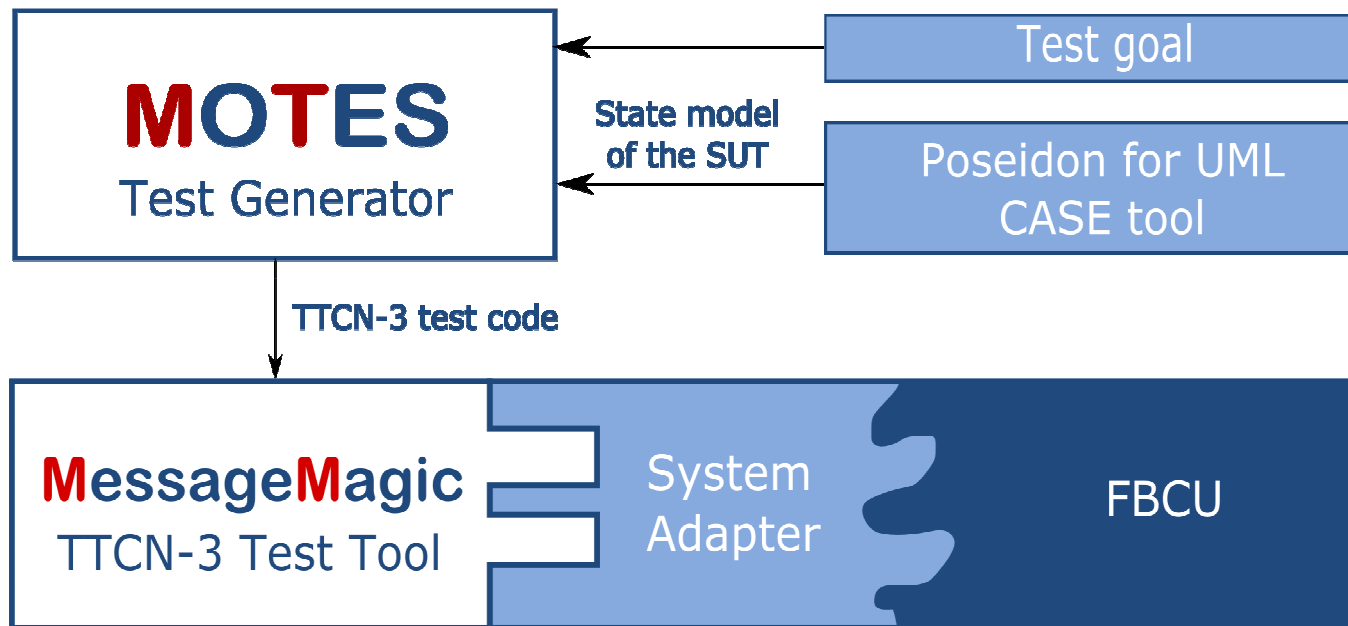 MOTES
Test Generator
Test goal
State model
of the SUT
Poseidon for UML
CASE tool
TTCN-3 test code
MessageMagic
TTCN-3 Test Tool
System
Adapter
FBCU